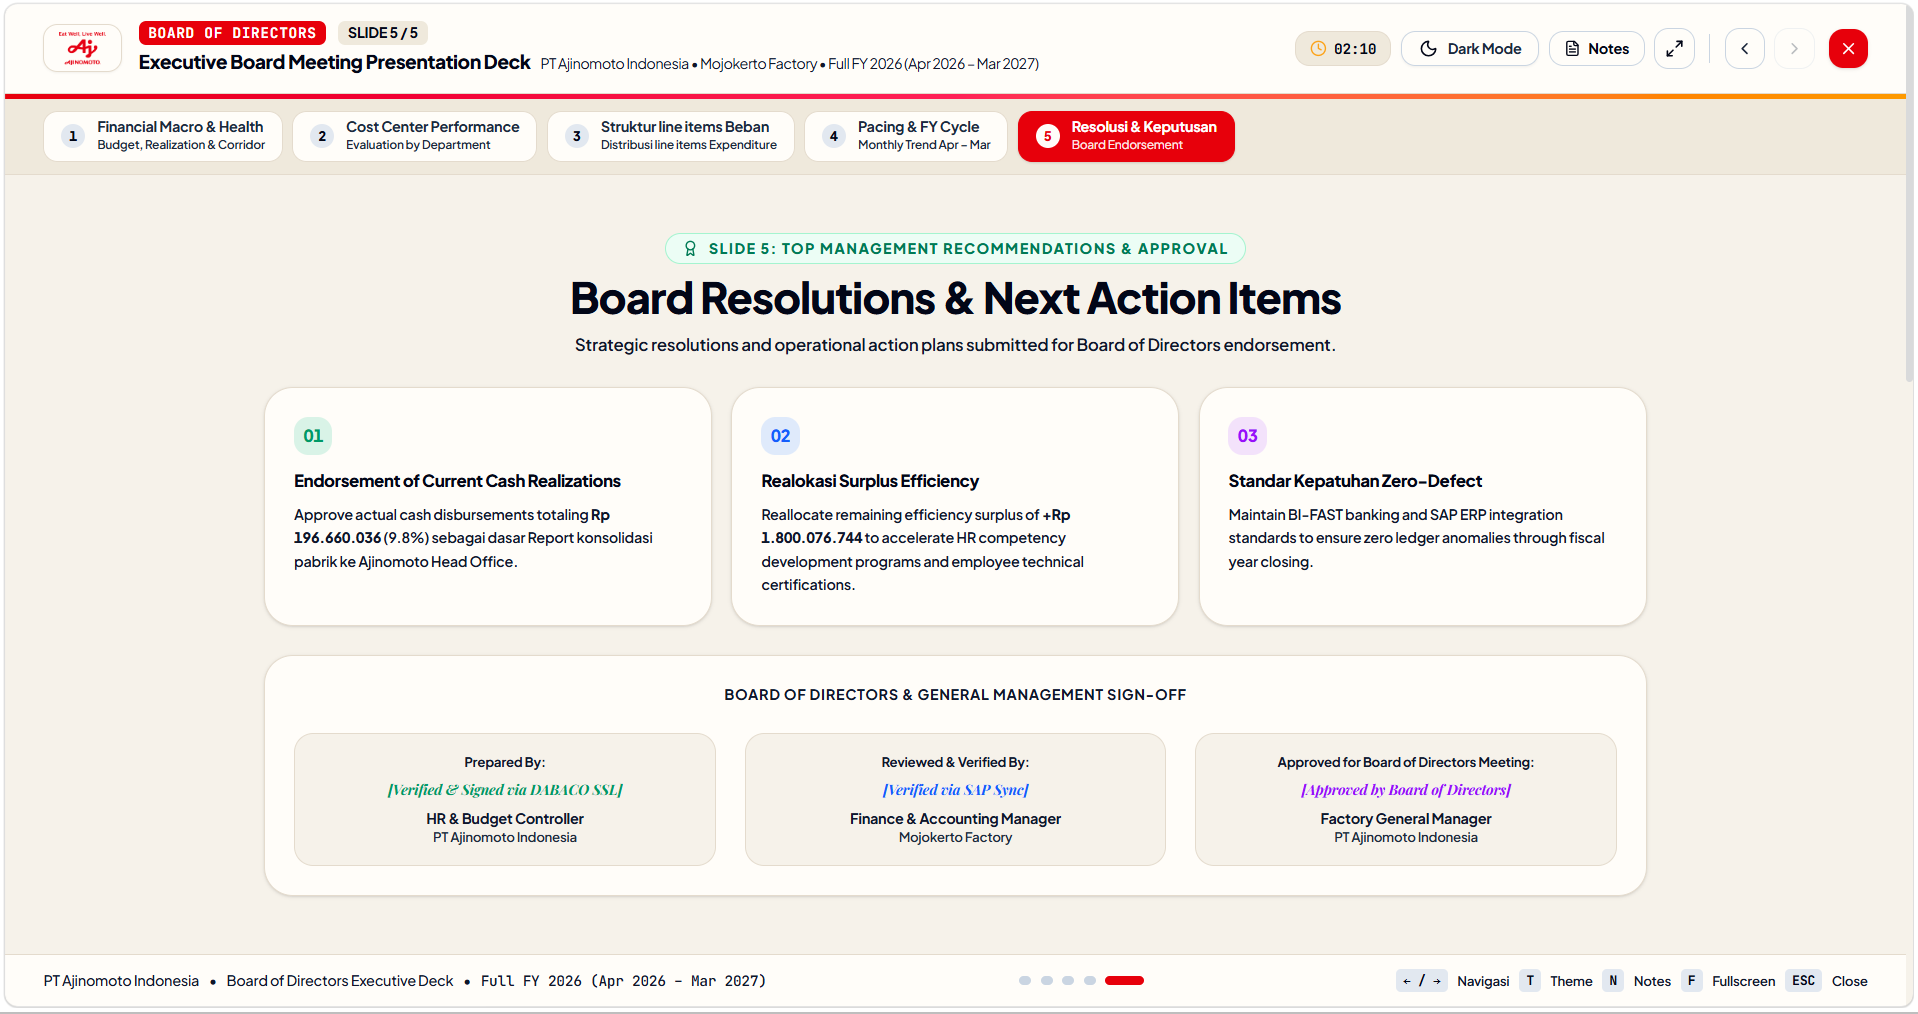 Eat Well, Live Well.
AJINOMOTO
BOARD OF DIRECTORS
SLIDE 5 / 5
Executive Board Meeting Presentation Deck
PT Ajinomoto Indonesia • Mojokerto Factory • Full FY 2026 (Apr 2026 – Mar 2027)
02:10
Dark Mode
Notes
1
Financial Macro & Health
Budget, Realization & Corridor
2
Cost Center Performance
Evaluation by Department
3
Struktur line items Beban
Distribusi line items Expenditure
4
Pacing & FY Cycle
Monthly Trend Apr – Mar
5
Resolusi & Keputusan
Board Endorsement
SLIDE 5: TOP MANAGEMENT RECOMMENDATIONS & APPROVAL
Board Resolutions & Next Action Items
Strategic resolutions and operational action plans submitted for Board of Directors endorsement.
01
Endorsement of Current Cash Realizations
Approve actual cash disbursements totaling Rp
196.660.036 (9.8%) sebagai dasar Report konsolidasi
pabrik ke Ajinomoto Head Office.
02
Realokasi Surplus Efficiency
Reallocate remaining efficiency surplus of +Rp
1.800.076.744 to accelerate HR competency
development programs and employee technical
certifications.
03
Standar Kepatuhan Zero-Defect
Maintain BI-FAST banking and SAP ERP integration
standards to ensure zero ledger anomalies through fiscal
year closing.
BOARD OF DIRECTORS & GENERAL MANAGEMENT SIGN-OFF
Prepared By:
[Verified & Signed via DABACO SSL]
HR & Budget Controller
PT Ajinomoto Indonesia
Reviewed & Verified By:
[Verified via SAP Sync]
Finance & Accounting Manager
Mojokerto Factory
Approved for Board of Directors Meeting:
[Approved by Board of Directors]
Factory General Manager
PT Ajinomoto Indonesia
PT Ajinomoto Indonesia • Board of Directors Executive Deck • Full FY 2026 (Apr 2026 – Mar 2027)
← / → Navigasi T Theme N Notes F Fullscreen ESC Close